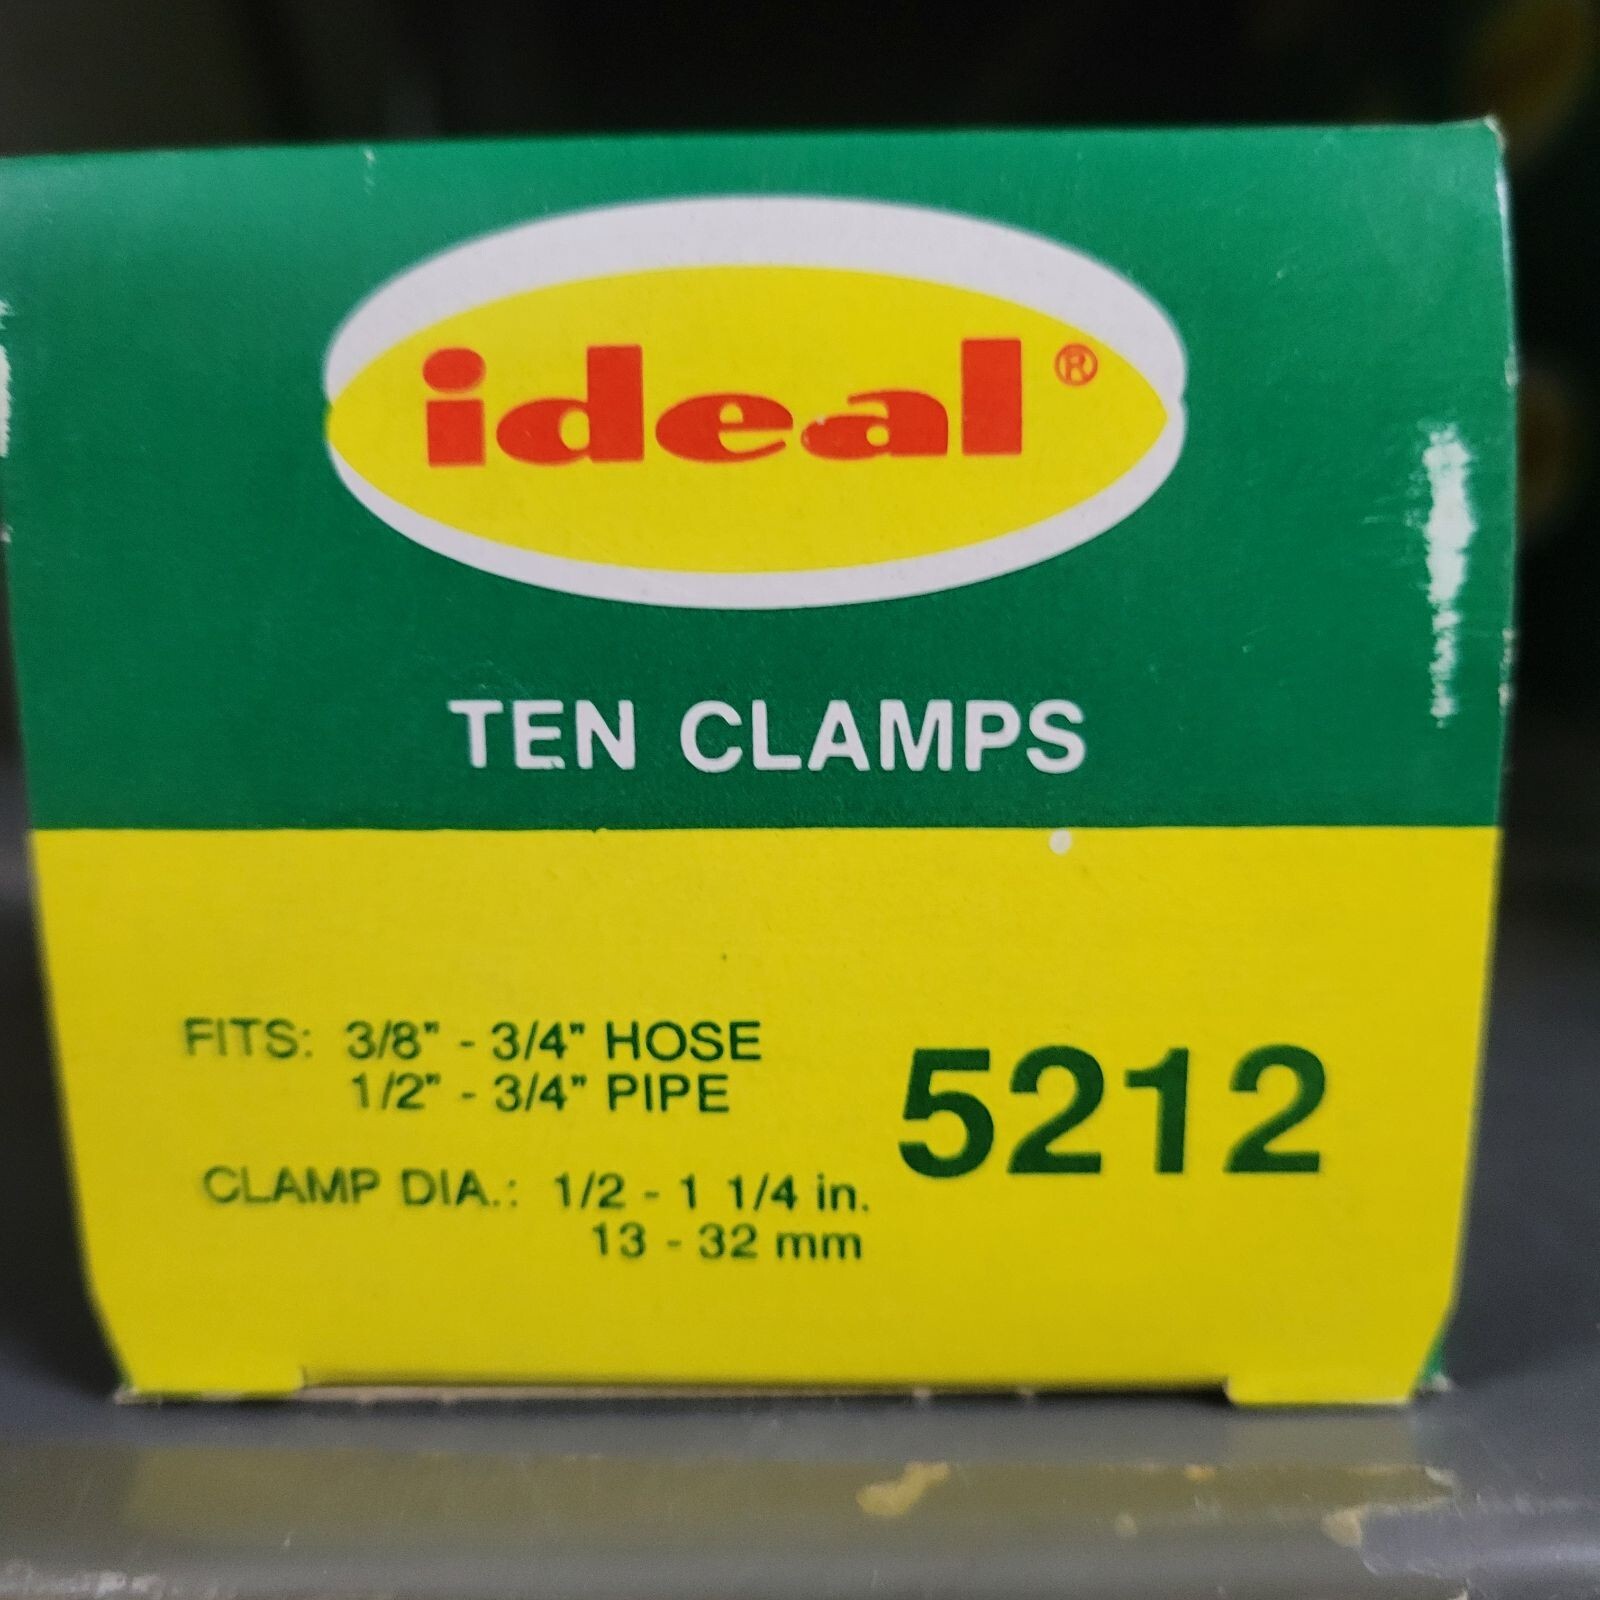 ideal ®
TEN CLAMPS
FITS: 3/8" - 3/4" HOSE
1/2" - 3/4" PIPE
5212
CLAMP DIA.: 1/2 - 1 1/4 in.
13 - 32 mm